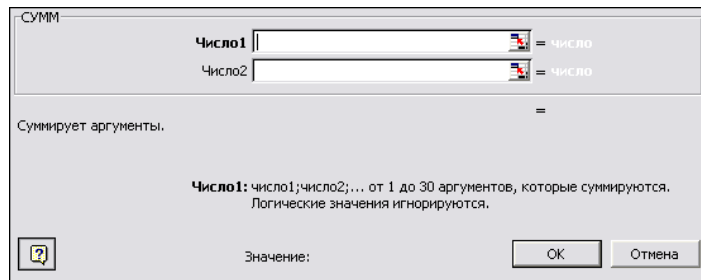 СУММ
Число1 = число
Число2 = число
=
Суммирует аргументы.
Число1: число1;число2;... от 1 до 30 аргументов, которые суммируются.
Логические значения игнорируются.
Значение: OK Отмена